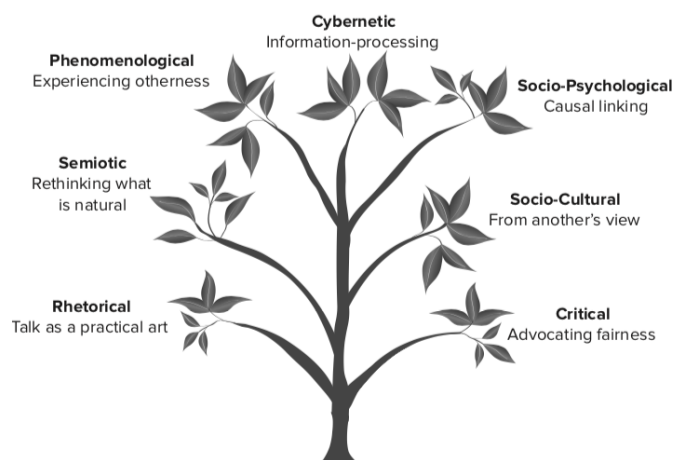 Cybernetic
Information-processing
Phenomenological
Experiencing otherness
Socio-Psychological
Causal linking
Semiotic
Rethinking what
is natural
Socio-Cultural
From another's view
Rhetorical
Talk as a practical art
Critical
Advocating fairness